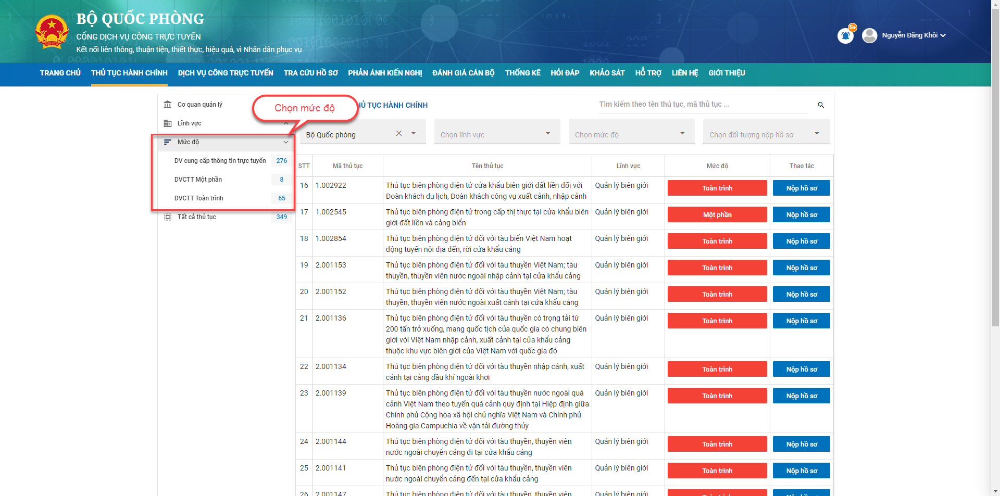 BỘ QUỐC PHÒNG
CỔNG DỊCH VỤ CÔNG TRỰC TUYẾN
Kết nối liên thông, thuận tiện, thiết thực, hiệu quả, vì Nhân dân phục vụ
5+
Nguyễn Đăng Khôi
TRANG CHỦ THỦ TỤC HÀNH CHÍNH DỊCH VỤ CÔNG TRỰC TUYẾN TRA CỨU HỒ SƠ PHẢN ÁNH KIẾN NGHỊ ĐÁNH GIÁ CÁN BỘ THỐNG KÊ HỎI ĐÁP KHẢO SÁT HỖ TRỢ LIÊN HỆ GIỚI THIỆU
Cơ quan quản lý
Lĩnh vực
Mức độ
DV cung cấp thông tin trực tuyến 276
DVCTT Một phần 8
DVCTT Toàn trình 65
Tất cả thủ tục 349
Chọn mức độ
TỤC HÀNH CHÍNH
Tìm kiếm theo tên thủ tục, mã thủ tục ...
Bộ Quốc phòng
Chọn lĩnh vực
Chọn mức độ
Chọn đối tượng nộp hồ sơ
STT Mã thủ tục Tên thủ tục Lĩnh vực Mức độ Thao tác
16 1.002922 Thủ tục biên phòng điện tử cửa khẩu biên giới đất liền đối với Quản lý biên giới Toàn trình Nộp hồ sơ
Đoàn khách du lịch, Đoàn khách công vụ xuất cảnh, nhập cảnh
17 1.002545 Thủ tục biên phòng điện tử trong cấp thị thực tại cửa khẩu biên Quản lý biên giới Một phần Nộp hồ sơ
giới đất liền và cảng biển
18 1.002854 Thủ tục biên phòng điện tử đối với tàu biển Việt Nam hoạt Quản lý biên giới Toàn trình Nộp hồ sơ
động tuyến nội địa đến, rời cửa khẩu cảng
19 2.001153 Thủ tục biên phòng điện tử đối với tàu thuyền Việt Nam; tàu Quản lý biên giới Toàn trình Nộp hồ sơ
thuyền, thuyền viên nước ngoài nhập cảnh tại cửa khẩu cảng
20 2.001152 Thủ tục biên phòng điện tử đối với tàu thuyền Việt Nam; tàu Quản lý biên giới Toàn trình Nộp hồ sơ
thuyền, thuyền viên nước ngoài xuất cảnh tại cửa khẩu cảng
21 2.001136 Thủ tục biên phòng điện tử đối với tàu thuyền có trọng tải từ Quản lý biên giới Toàn trình Nộp hồ sơ
200 tấn trở xuống, mang quốc tịch của quốc gia có chung biên
giới với Việt Nam nhập cảnh, xuất cảnh tại cửa khẩu cảng
thuộc khu vực biên giới của Việt Nam với quốc gia đó
22 2.001134 Thủ tục biên phòng điện tử đối với tàu thuyền nhập cảnh, xuất Quản lý biên giới Toàn trình Nộp hồ sơ
cảnh tại cảng dầu khí ngoài khơi
23 2.001139 Thủ tục biên phòng điện tử đối với tàu thuyền nước ngoài quá Quản lý biên giới Toàn trình Nộp hồ sơ
cảnh Việt Nam theo tuyến quá cảnh quy định tại Hiệp định giữa
Chính phủ Cộng hòa xã hội chủ nghĩa Việt Nam và Chính phủ
Hoàng gia Campuchia về vận tải đường thủy
24 2.001144 Thủ tục biên phòng điện tử đối với tàu thuyền, thuyền viên Quản lý biên giới Toàn trình Nộp hồ sơ
nước ngoài chuyển cảng đi tại cửa khẩu cảng
25 2.001141 Thủ tục biên phòng điện tử đối với tàu thuyền, thuyền viên Quản lý biên giới Toàn trình Nộp hồ sơ
nước ngoài chuyển cảng đến tại cửa khẩu cảng
26 2.001147 Thủ tục biên phòng điện tử đối với tàu thuyền, thuyền viên Quản lý biên giới